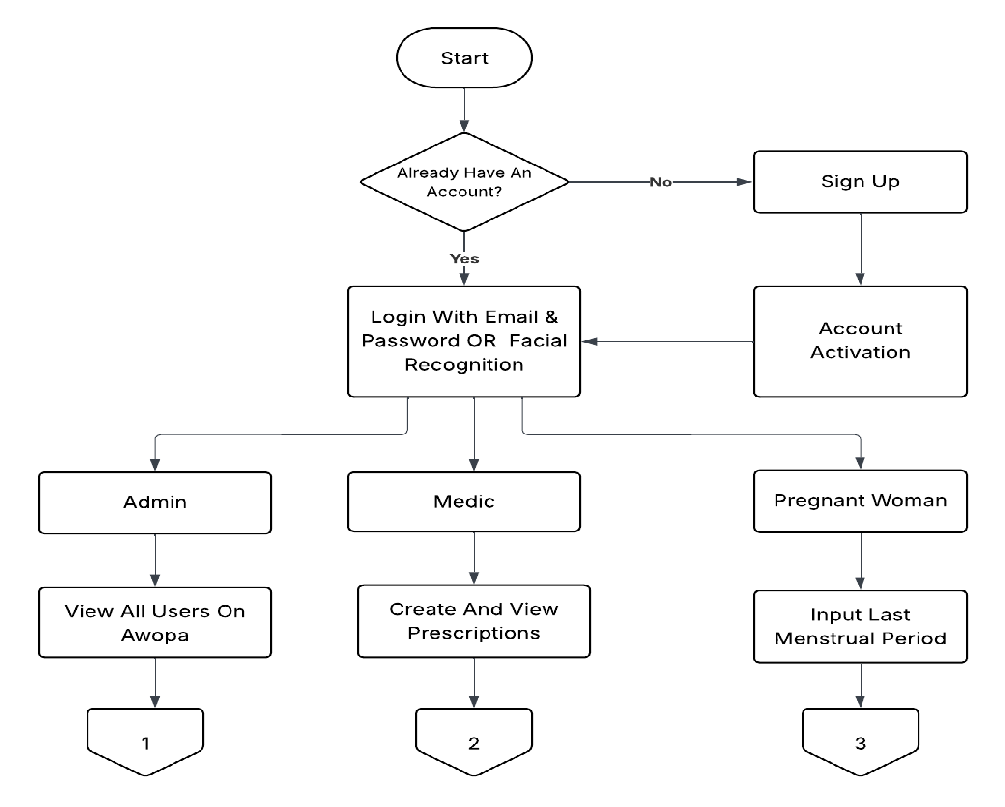 Start
Already Have An
Account?
No
Sign Up
Yes
Login With Email &
Password OR Facial
Recognition
Account
Activation
Admin
Medic
Pregnant Woman
View All Users On
Awopa
Create And View
Prescriptions
Input Last
Menstrual Period
1
2
3